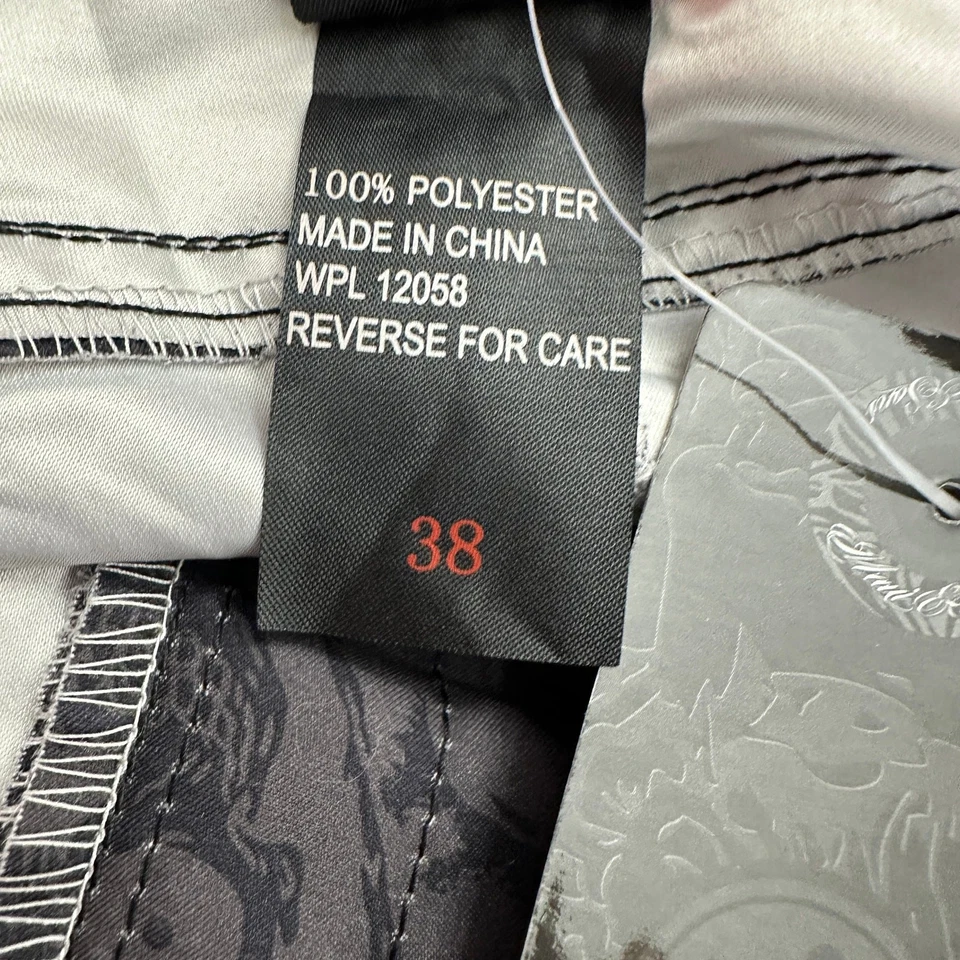 100% POLYESTER
MADE IN CHINA
WPL 12058
REVERSE FOR CARE
38